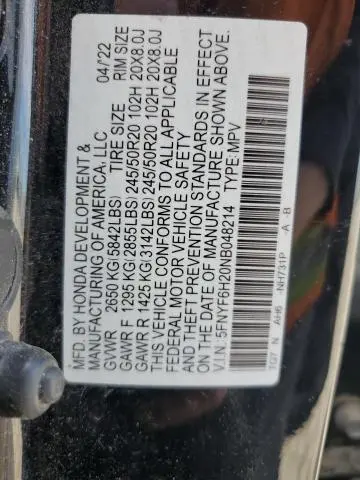 MFD. BY HONDA DEVELOPMENT &
MANUFACTURING OF AMERICA, LLC 04/22
TIRE SIZE RIM SIZE
GVWR 2650 KG(5842LBS)
GAWR F 1295 KG(2855LBS)245/50R20 102H 20X8.0J
GAWR R 1425 KG(3142LBS)245/50R20 102H 20X8.0J
THIS VEHICLE CONFORMS TO ALL APPLICABLE
FEDERAL MOTOR VEHICLE SAFETY
AND THEFT PREVENTION STANDARDS IN EFFECT
ON THE DATE OF MANUFACTURE SHOWN ABOVE.
V.I.N: 5FNYF6H20NB048214 TYPE:MPV
TG7 N AH6 NH731P -A -B